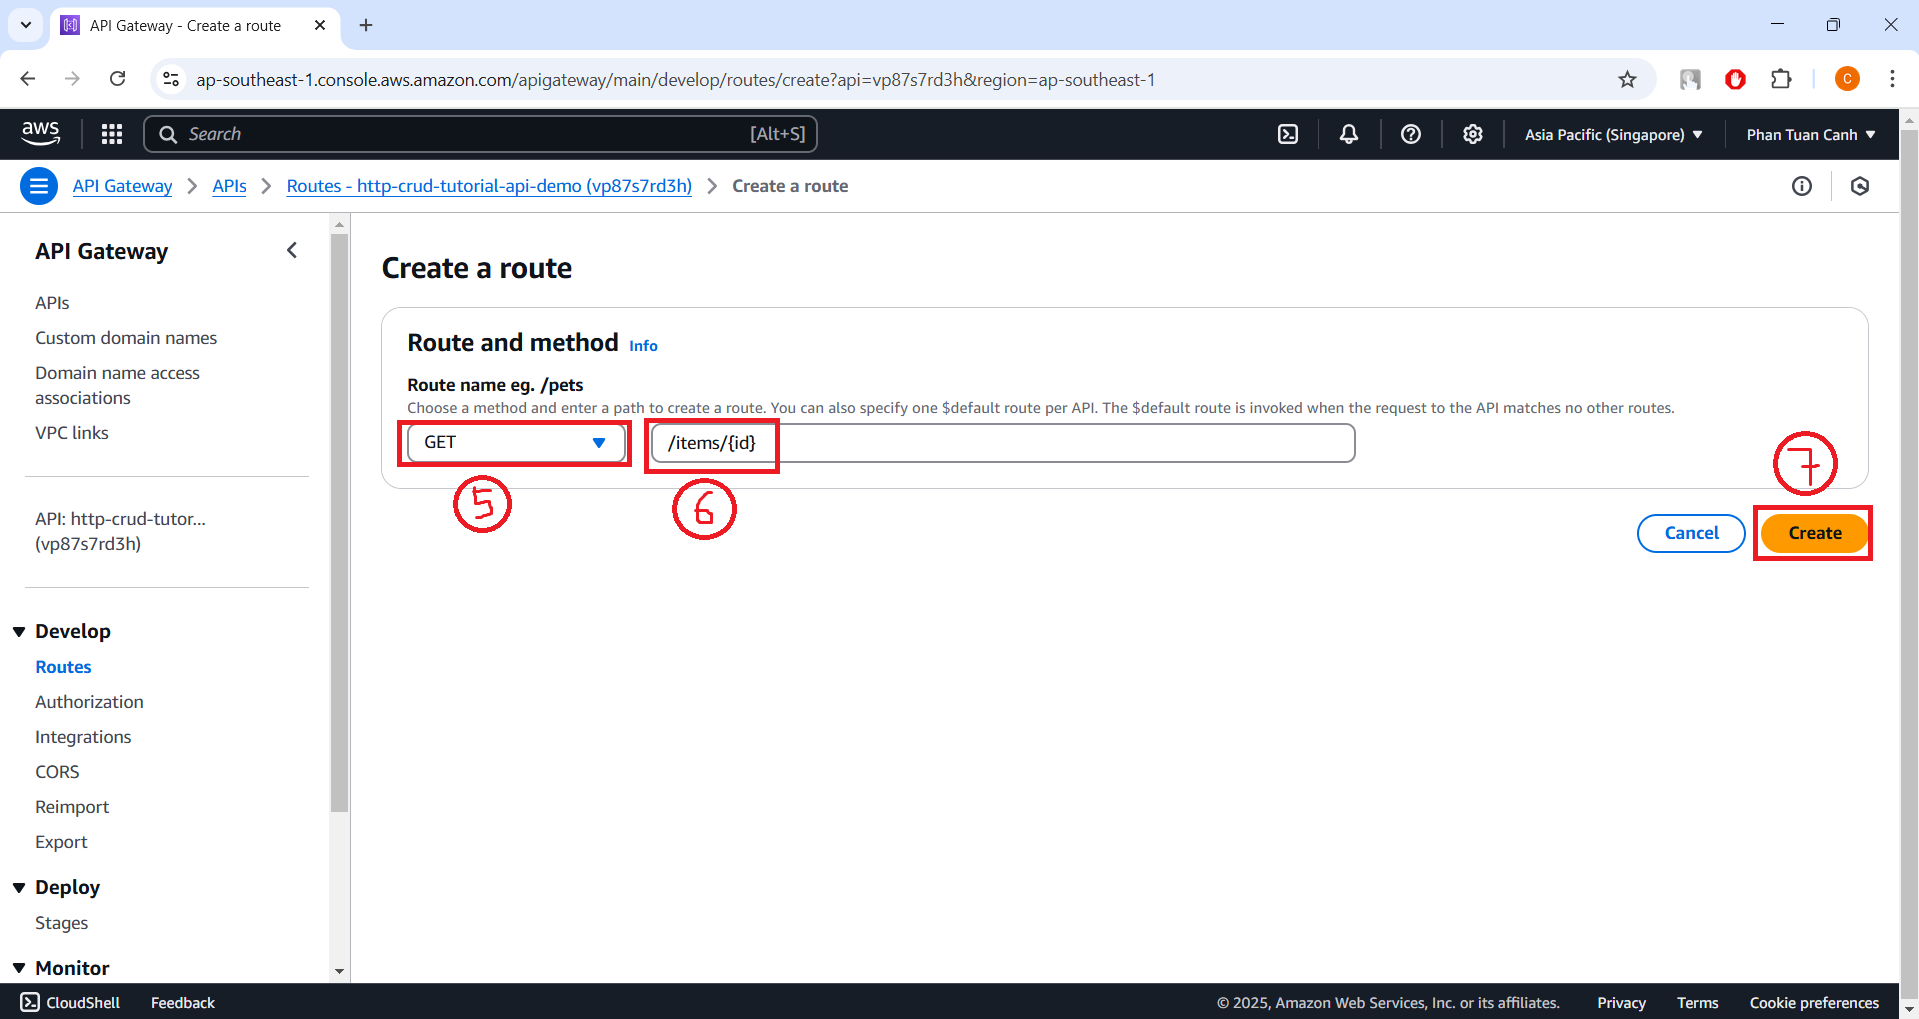 API Gateway - Create a route
ap-southeast-1.console.aws.amazon.com/apigateway/main/develop/routes/create?api=vp87s7rd3h&region=ap-southeast-1
C
aws
Search
[Alt+S]
Asia Pacific (Singapore)
Phan Tuan Canh
API Gateway
APIs
Routes - http-crud-tutorial-api-demo (vp87s7rd3h)
Create a route
API Gateway
APIs
Custom domain names
Domain name access
associations
VPC links
API: http-crud-tutor...
(vp87s7rd3h)
Develop
Routes
Authorization
Integrations
CORS
Reimport
Export
Deploy
Stages
Monitor
Create a route
Route and method Info
Route name eg. /pets
Choose a method and enter a path to create a route. You can also specify one $default route per API. The $default route is invoked when the request to the API matches no other routes.
GET
/items/{id}
5
6
7
Cancel
Create
CloudShell
Feedback
© 2025, Amazon Web Services, Inc. or its affiliates.
Privacy
Terms
Cookie preferences